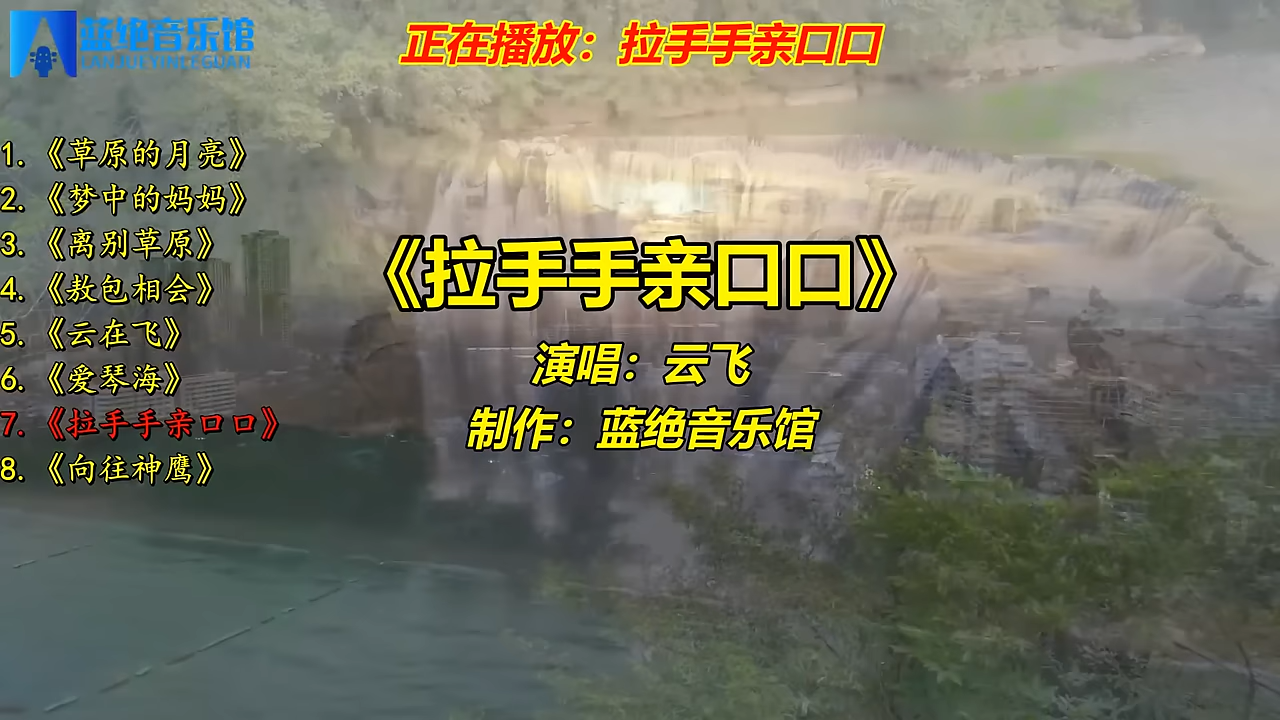 蓝绝音乐馆
LANJUEYINLEGUAN
正在播放：拉手手亲口口
1.《草原的月亮》
2.《梦中的妈妈》
3.《离别草原》
4.《敖包相会》
5.《云在飞》
6.《爱琴海》
7.《拉手手亲口口》
8.《向往神鹰》
《拉手手亲口口》
演唱：云飞
制作：蓝绝音乐馆